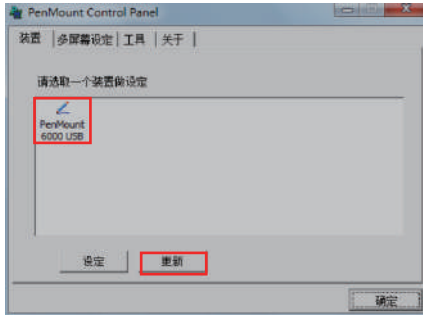 PenMount Control Panel
装置 多屏幕设定 工具 关于
请选取一个装置做设定
PenMount
6000 USB
设定 更新
确定